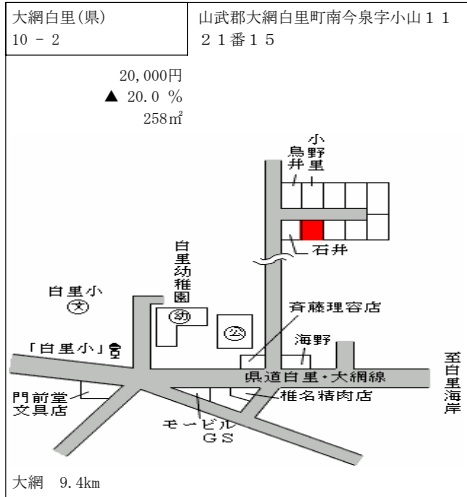 大網白里(県)
10 - 2
山武郡大網白里町南今泉字小山11
21番15
20,000円
▲ 20.0 %
258㎡
鳥井
小野里
石井
白里幼稚園
白里小
文
幼
公
斉藤理容店
海野
「白里小」
県道白里・大網線
至白里海岸
門前堂
文具店
椎名精肉店
モービル
GS
大網 9.4km